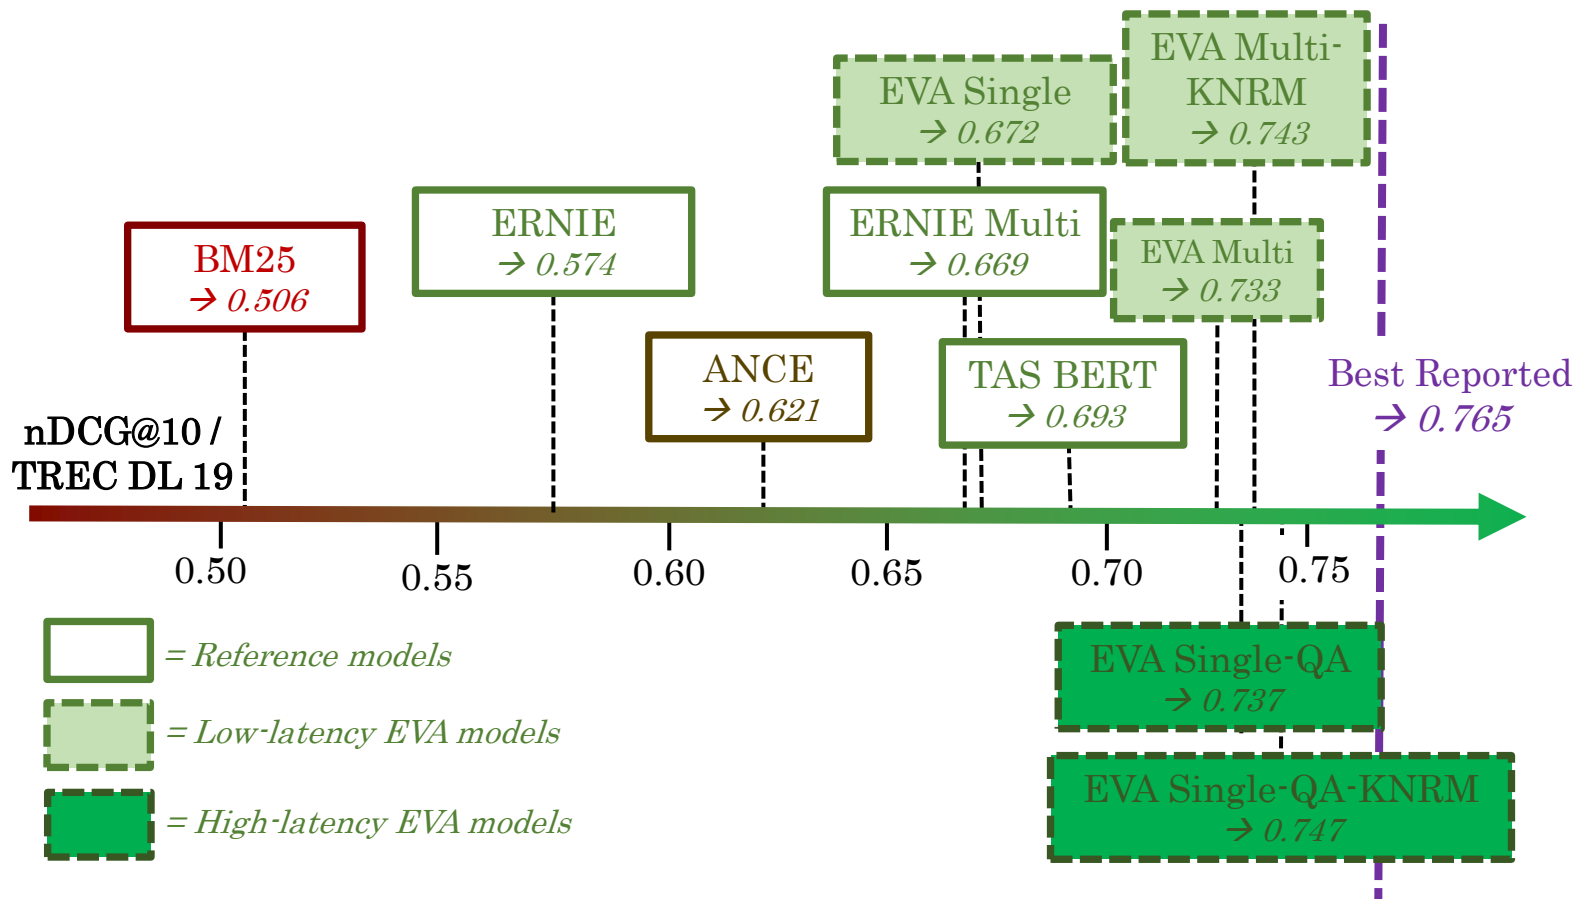 EVA Single
→ 0.672
EVA Multi-
KNRM
→ 0.743
BM25
→ 0.506
ERNIE
→ 0.574
ERNIE Multi
→ 0.669
EVA Multi
→ 0.733
ANCE
→ 0.621
TAS BERT
→ 0.693
Best Reported
→ 0.765
nDCG@10 /
TREC DL 19
0.50
0.55
0.60
0.65
0.70
0.75
= Reference models
= Low-latency EVA models
= High-latency EVA models
EVA Single-QA
→ 0.737
EVA Single-QA-KNRM
→ 0.747